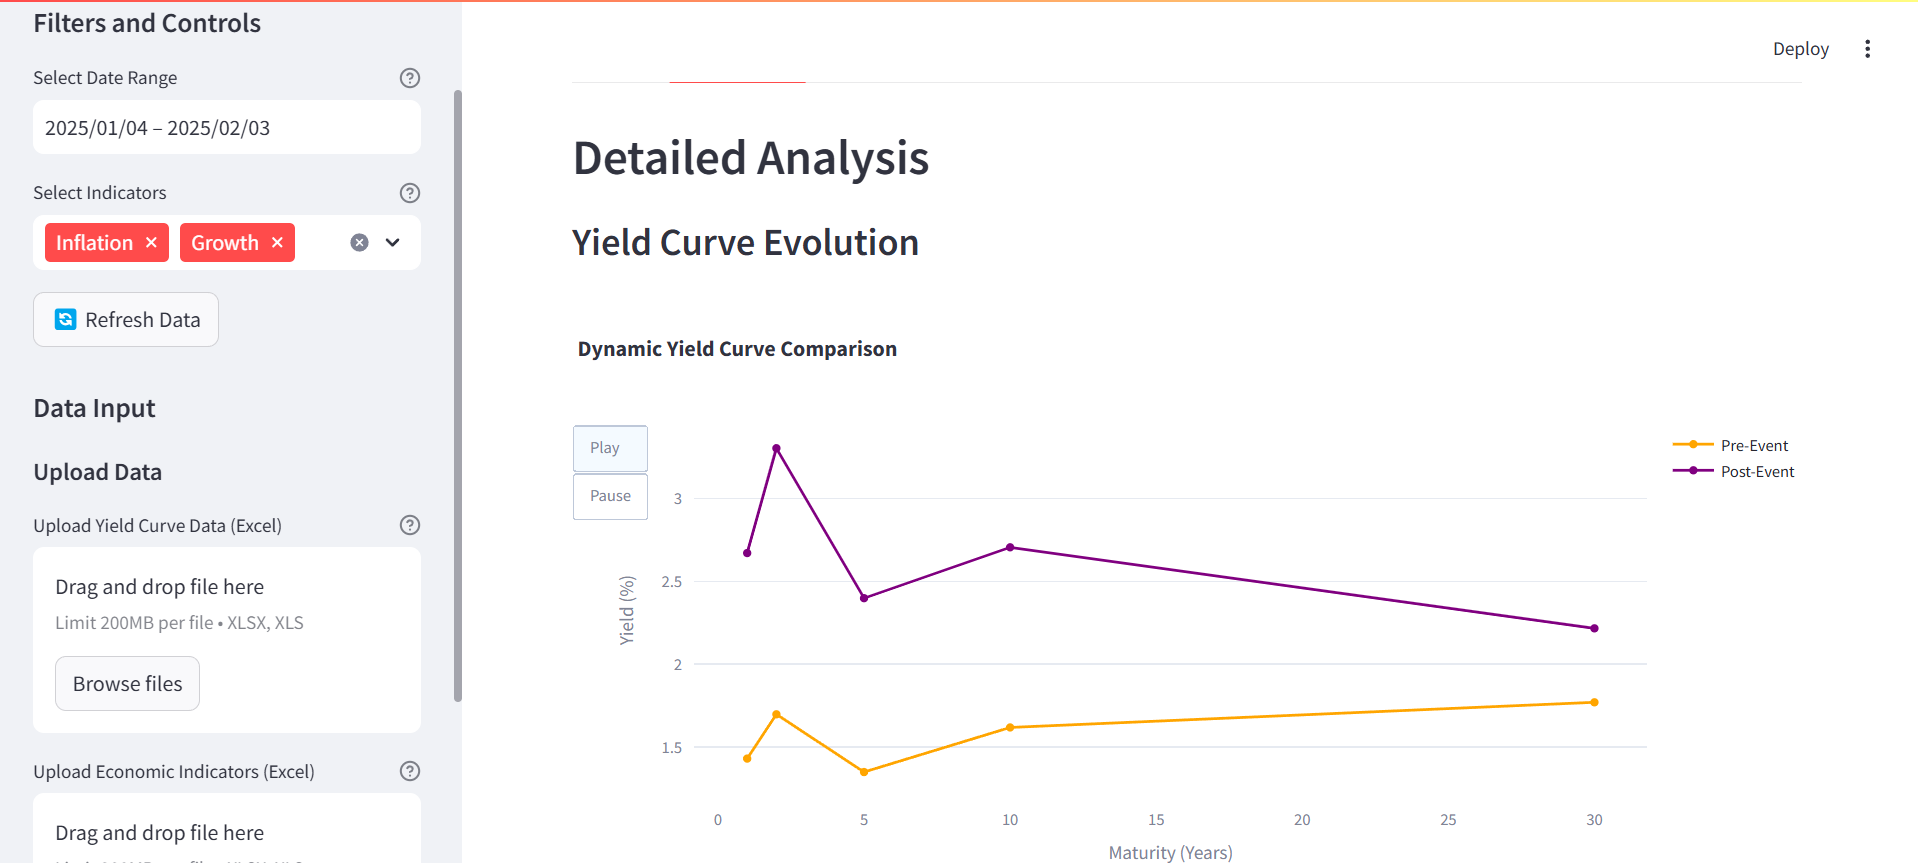 Filters and Controls
Select Date Range
2025/01/04 – 2025/02/03
Select Indicators
Inflation
Growth
Refresh Data
Data Input
Upload Data
Upload Yield Curve Data (Excel)
Drag and drop file here
Limit 200MB per file • XLSX, XLS
Browse files
Upload Economic Indicators (Excel)
Drag and drop file here
Deploy
Detailed Analysis
Yield Curve Evolution
Dynamic Yield Curve Comparison
Play
Pause
Pre-Event
Post-Event
Yield (%)
3
2.5
2
1.5
0 5 10 15 20 25 30
Maturity (Years)